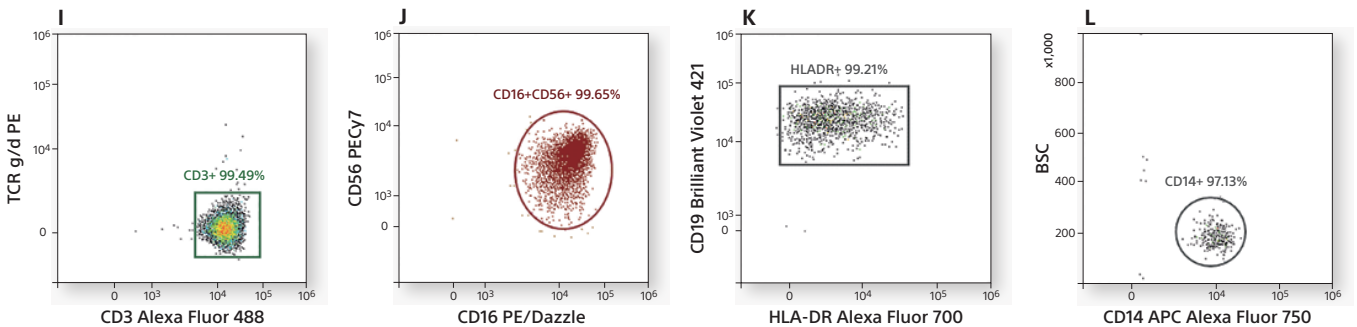 I
TCR g/d PE
10⁶
10⁵
10⁴
0
CD3+ 99.49%
0 10³ 10⁴ 10⁵ 10⁶
CD3 Alexa Fluor 488
J
CD56 PECy7
10⁶
10⁵
10⁴
10³
0
CD16+CD56+ 99.65%
0 10³ 10⁴ 10⁵ 10⁶
CD16 PE/Dazzle
K
CD19 Brilliant Violet 421
10⁶
10⁵
10⁴
10³
0
HLADR+ 99.21%
0 10⁴ 10⁵ 10⁶
HLA-DR Alexa Fluor 700
L
BSC
x1,000
800
600
400
200
CD14+ 97.13%
0 10⁴ 10⁵ 10⁶
CD14 APC Alexa Fluor 750